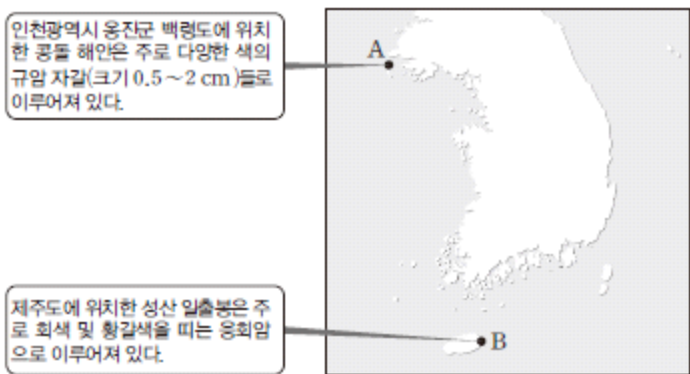 인천광역시 옹진군 백령도에 위치
한 콩돌 해안은 주로 다양한 색의
규암 자갈(크기 0.5～2 cm)들로
이루어져 있다.
A
제주도에 위치한 성산 일출봉은 주
로 회색 및 황갈색을 띠는 응회암
으로 이루어져 있다.
B